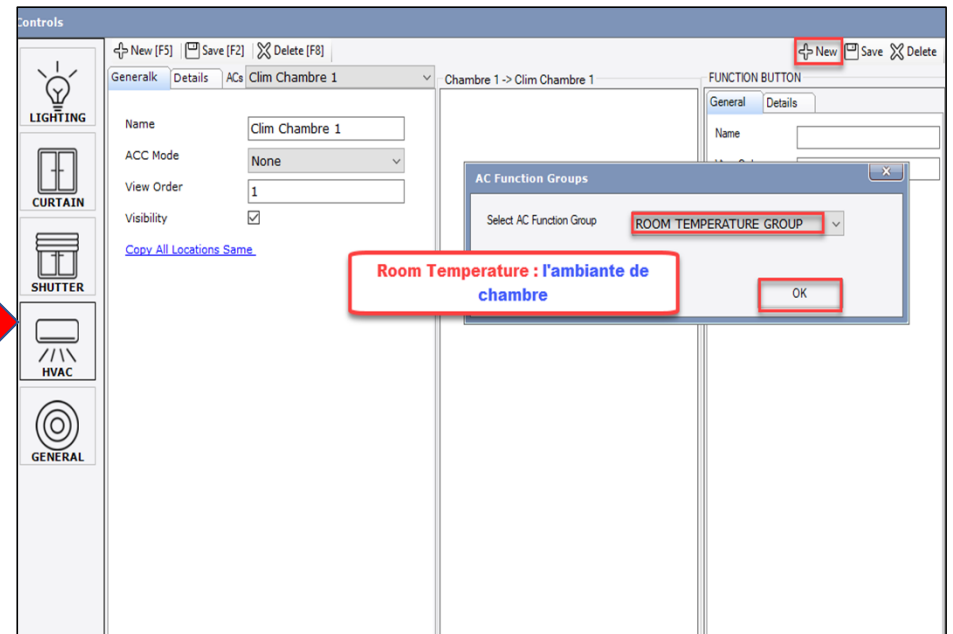 Controls
New [F5] Save [F2] Delete [F8]
New Save Delete
LIGHTING
CURTAIN
SHUTTER
HVAC
GENERAL
Generalk Details ACs Clim Chambre 1
Name Clim Chambre 1
ACC Mode None
View Order 1
Visibility
Copy All Locations Same
Chambre 1 -> Clim Chambre 1
FUNCTION BUTTON
General Details
Name
AC Function Groups
Select AC Function Group ROOM TEMPERATURE GROUP
OK
Room Temperature : l'ambiante de
chambre